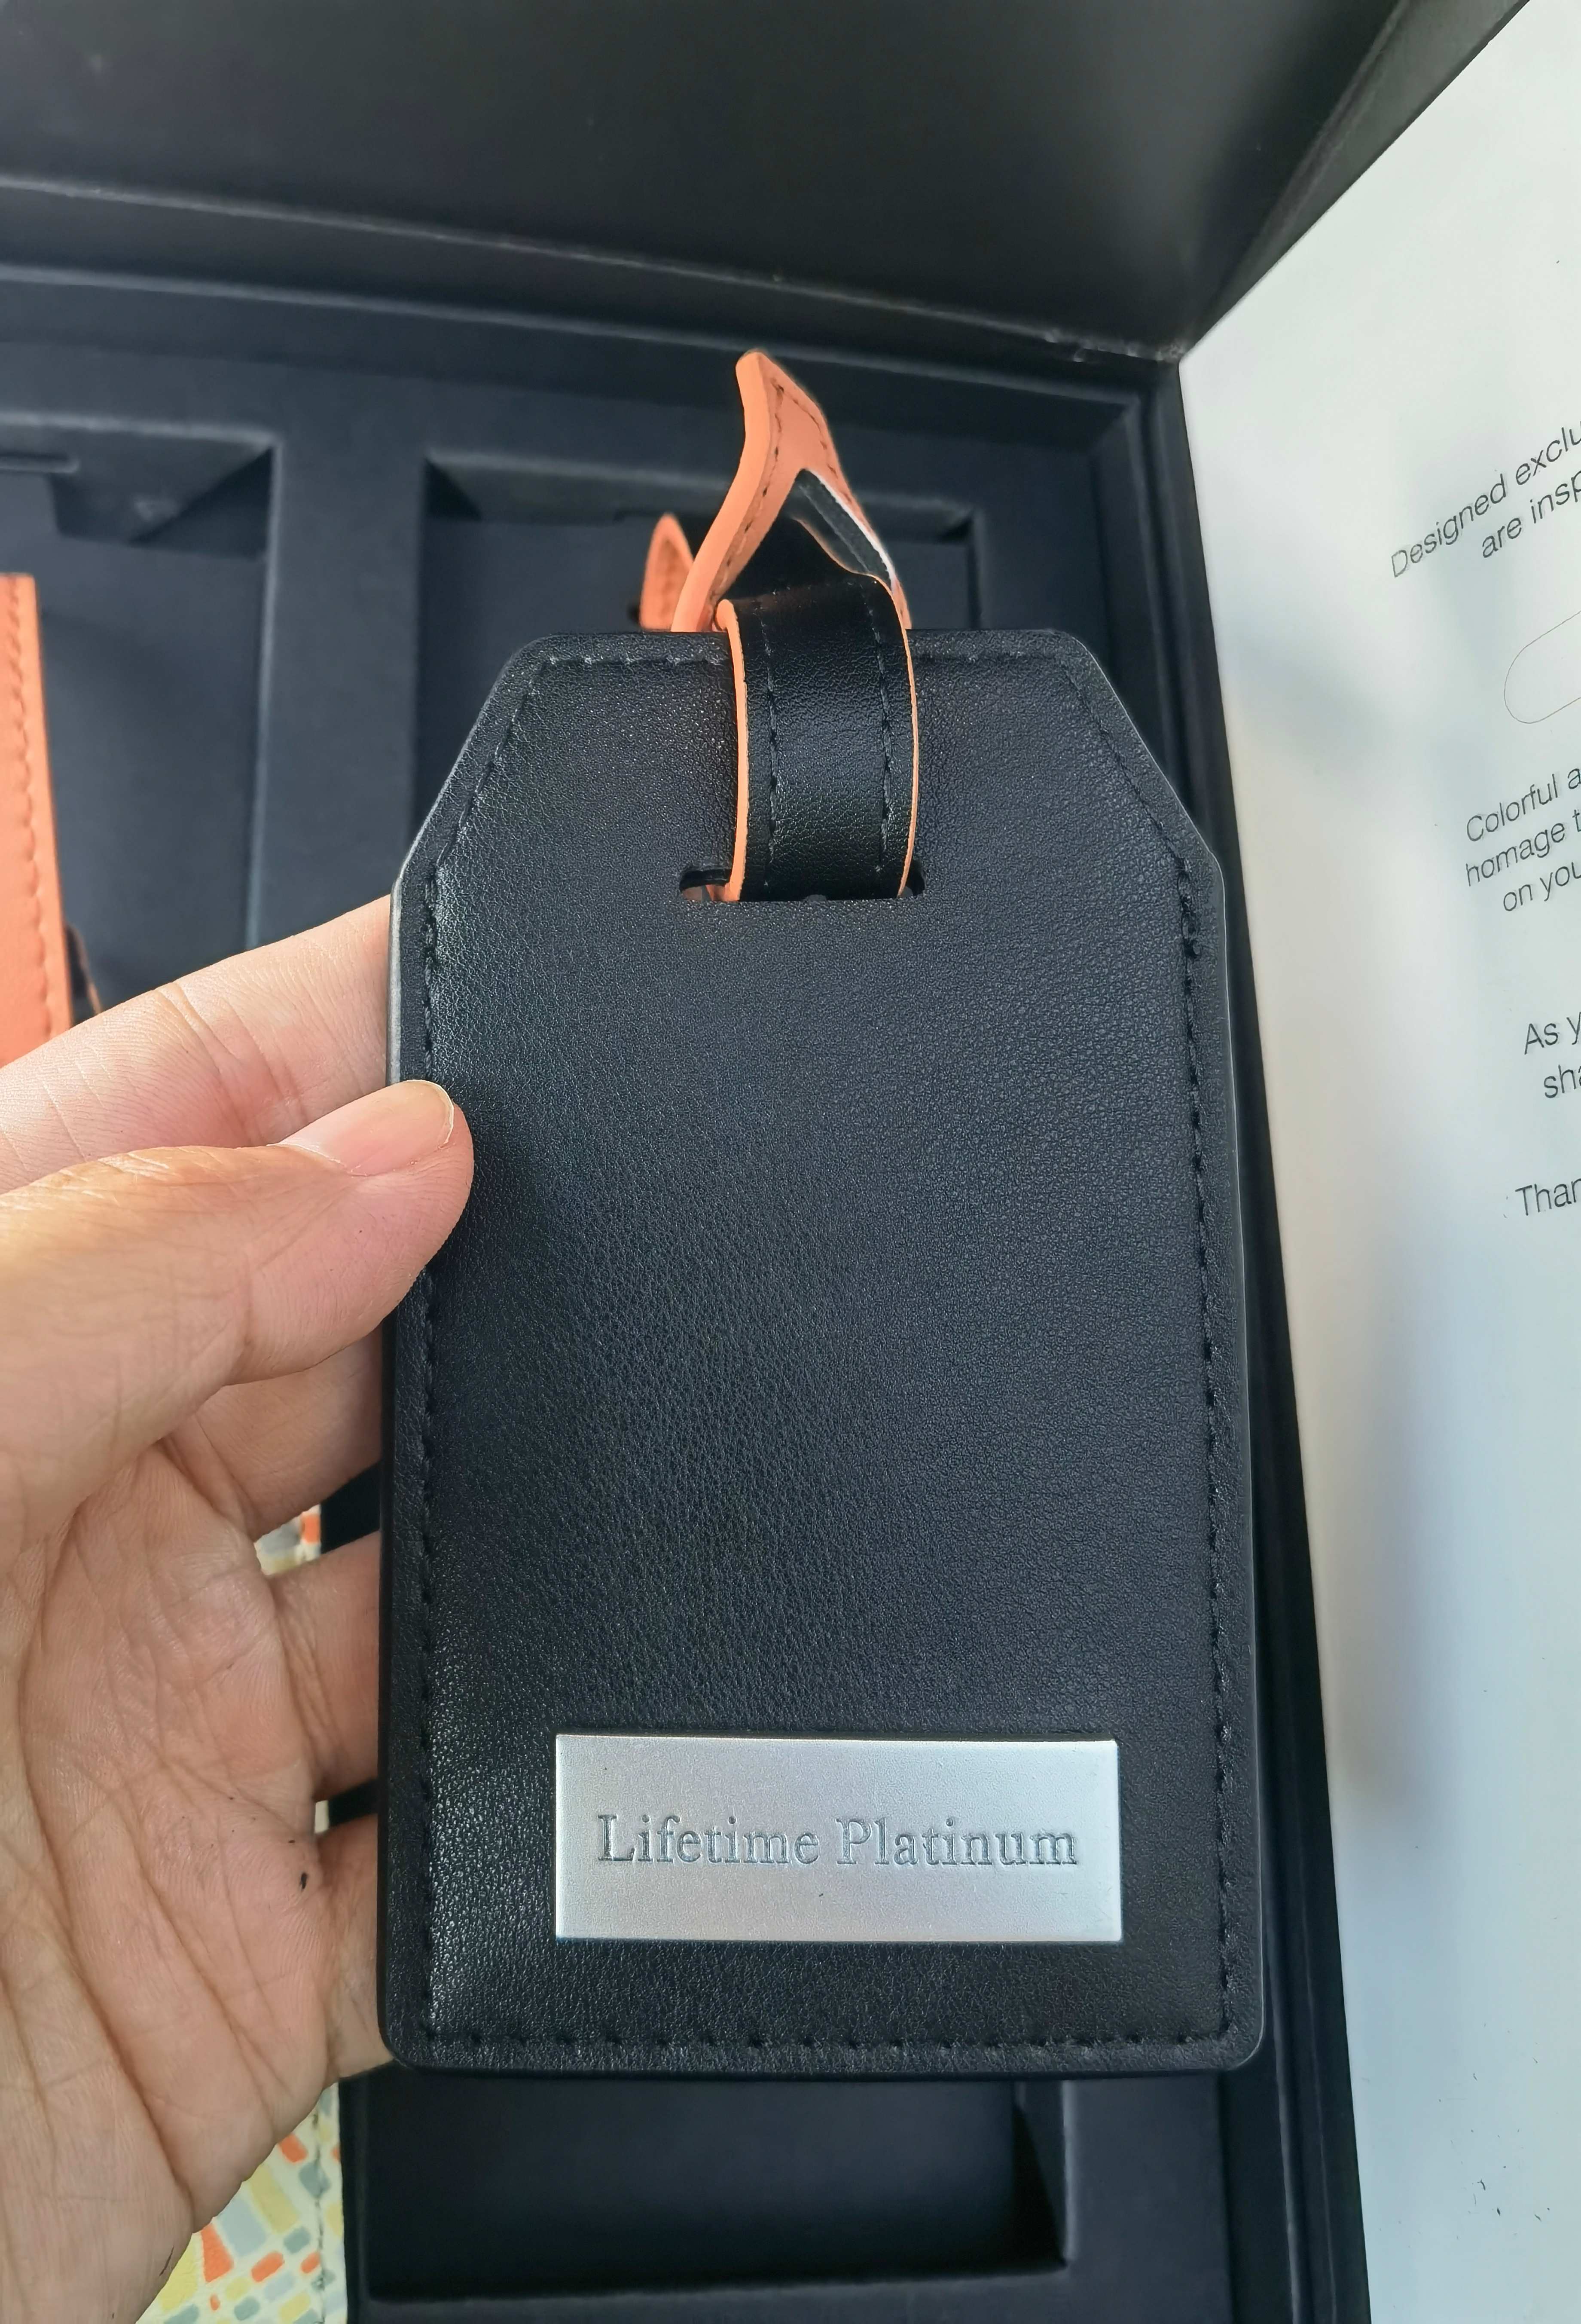 Designed exclu
are insp
Colorful a
homage t
on you
As y
sha
Than
Lifetime Platinum